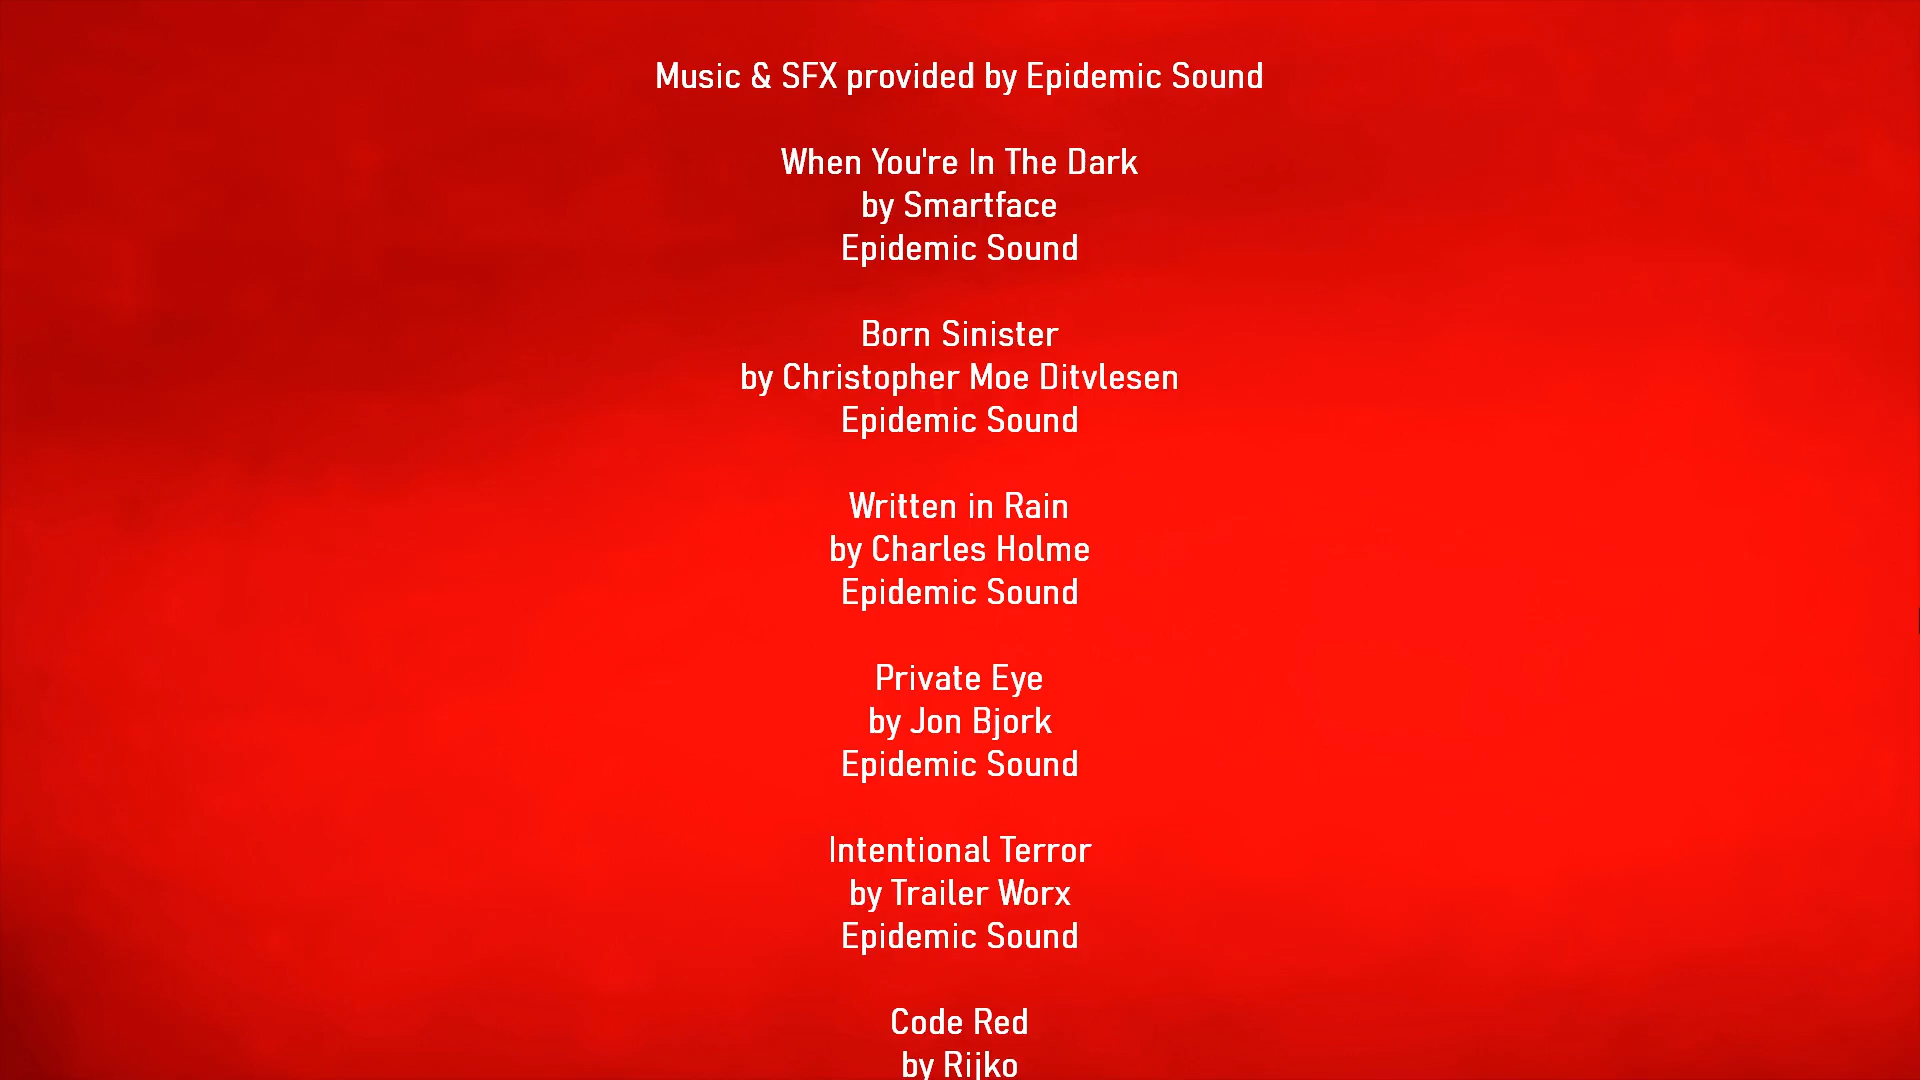 Music & SFX provided by Epidemic Sound
When You're In The Dark
by Smartface
Epidemic Sound
Born Sinister
by Christopher Moe Ditvlesen
Epidemic Sound
Written in Rain
by Charles Holme
Epidemic Sound
Private Eye
by Jon Bjork
Epidemic Sound
Intentional Terror
by Trailer Worx
Epidemic Sound
Code Red
by Rijko